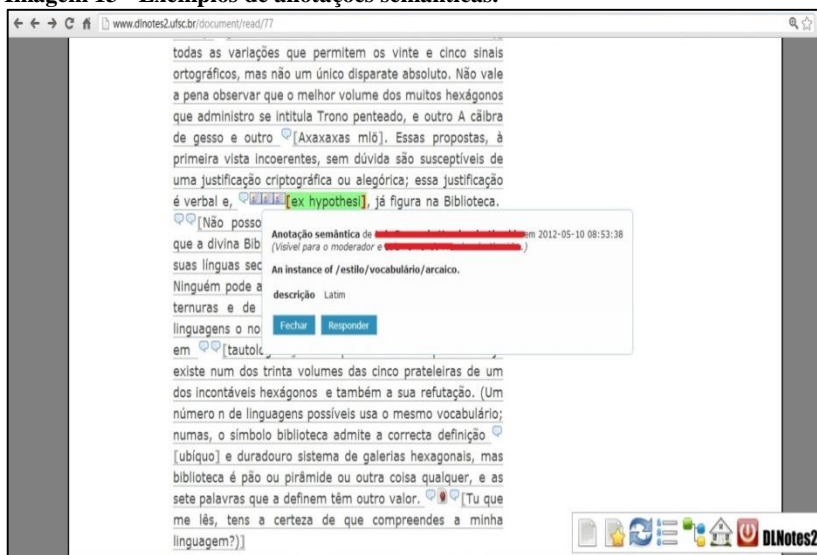 Imagem 15 - Exemplos de anotações semânticas.
www.dlnotes2.ufsc.br/document/read/77
todas as variações que permitem os vinte e cinco sinais
ortográficos, mas não um único disparate absoluto. Não vale
a pena observar que o melhor volume dos muitos hexágonos
que administro se intitula Trono penteado, e outro A cãibra
de gesso e outro [Axaxaxas mlö]. Essas propostas, à
primeira vista incoerentes, sem dúvida são susceptíveis de
uma justificação criptográfica ou alegórica; essa justificação
é verbal e, [ex hypothesi], já figura na Biblioteca.
[Não posso
Anotação semântica de em 2012-05-10 08:53:38
que a divina Bib
(Visível para o moderador e .)
suas línguas sec
An instance of /estilo/vocabulário/arcaico.
Ninguém pode a
descrição Latim
ternuras e de
linguagens o no
Fechar Responder
em [tautolo
existe num dos trinta volumes das cinco prateleiras de um
dos incontáveis hexágonos e também a sua refutação. (Um
número n de linguagens possíveis usa o mesmo vocabulário;
numas, o símbolo biblioteca admite a correcta definição
[ubíquo] e duradouro sistema de galerias hexagonais, mas
biblioteca é pão ou pirâmide ou outra coisa qualquer, e as
sete palavras que a definem têm outro valor. [Tu que
me lês, tens a certeza de que compreendes a minha
linguagem?)]
DLNotes2